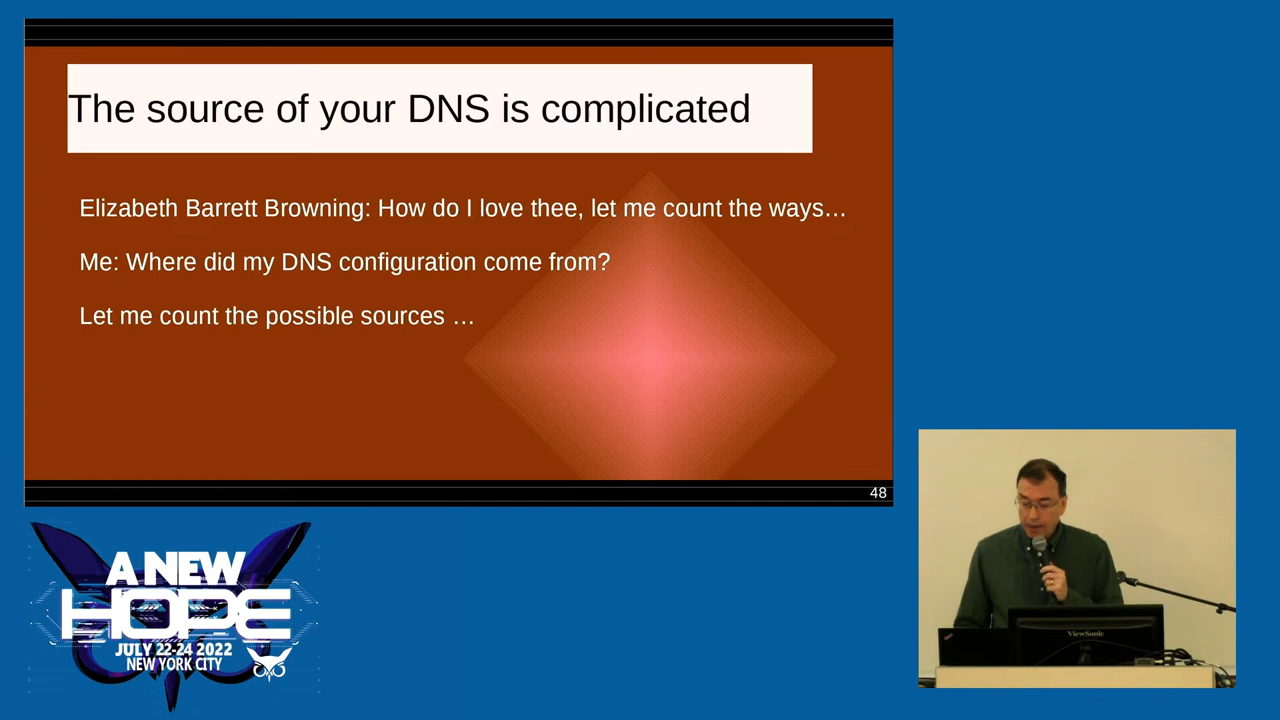 The source of your DNS is complicated
Elizabeth Barrett Browning: How do I love thee, let me count the ways…
Me: Where did my DNS configuration come from?
Let me count the possible sources …
48
A NEW
HOPE
JULY 22-24 2022
NEW YORK CITY
ViewSonic